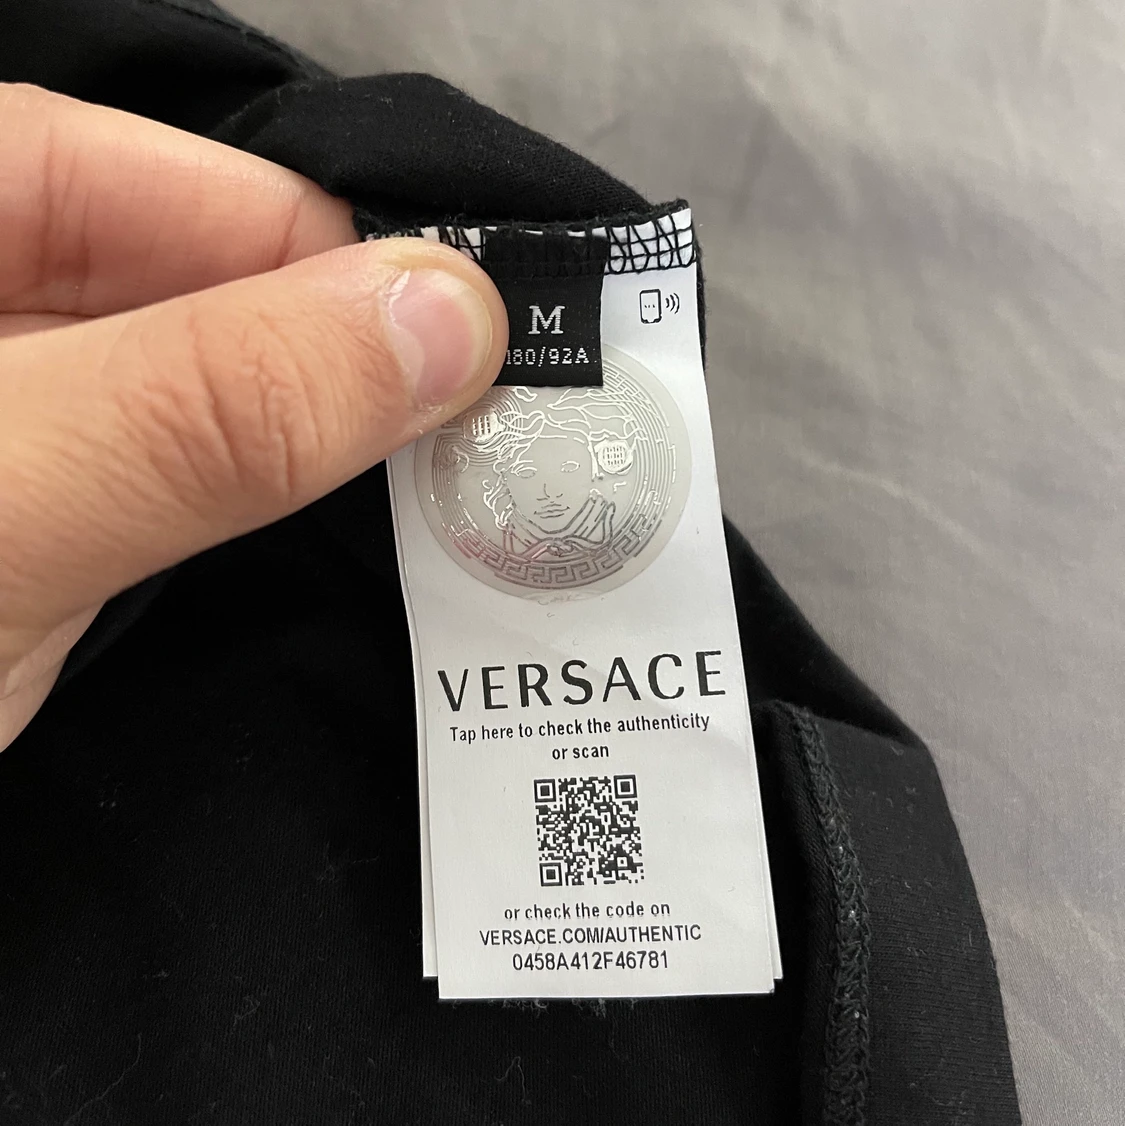 M
180/92A
VERSACE
Tap here to check the authenticity
or scan
or check the code on
VERSACE.COM/AUTHENTIC
0458A412F46781